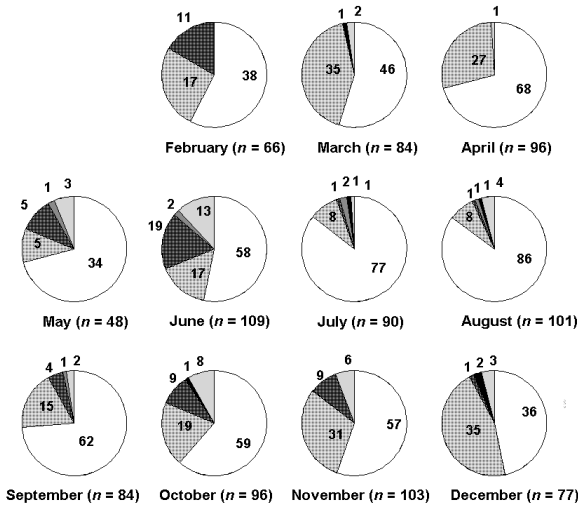 11
17
38
February (n = 66)
1 2
35
46
March (n = 84)
1
27
68
April (n = 96)
5 1 3
5
34
May (n = 48)
2 13
19
17
58
June (n = 109)
1 2 1 1
8
77
July (n = 90)
1 1 1 4
8
86
August (n = 101)
4 1 2
15
62
September (n = 84)
9 1 8
19
59
October (n = 96)
9 6
31
57
November (n = 103)
1 2 3
35
36
December (n = 77)